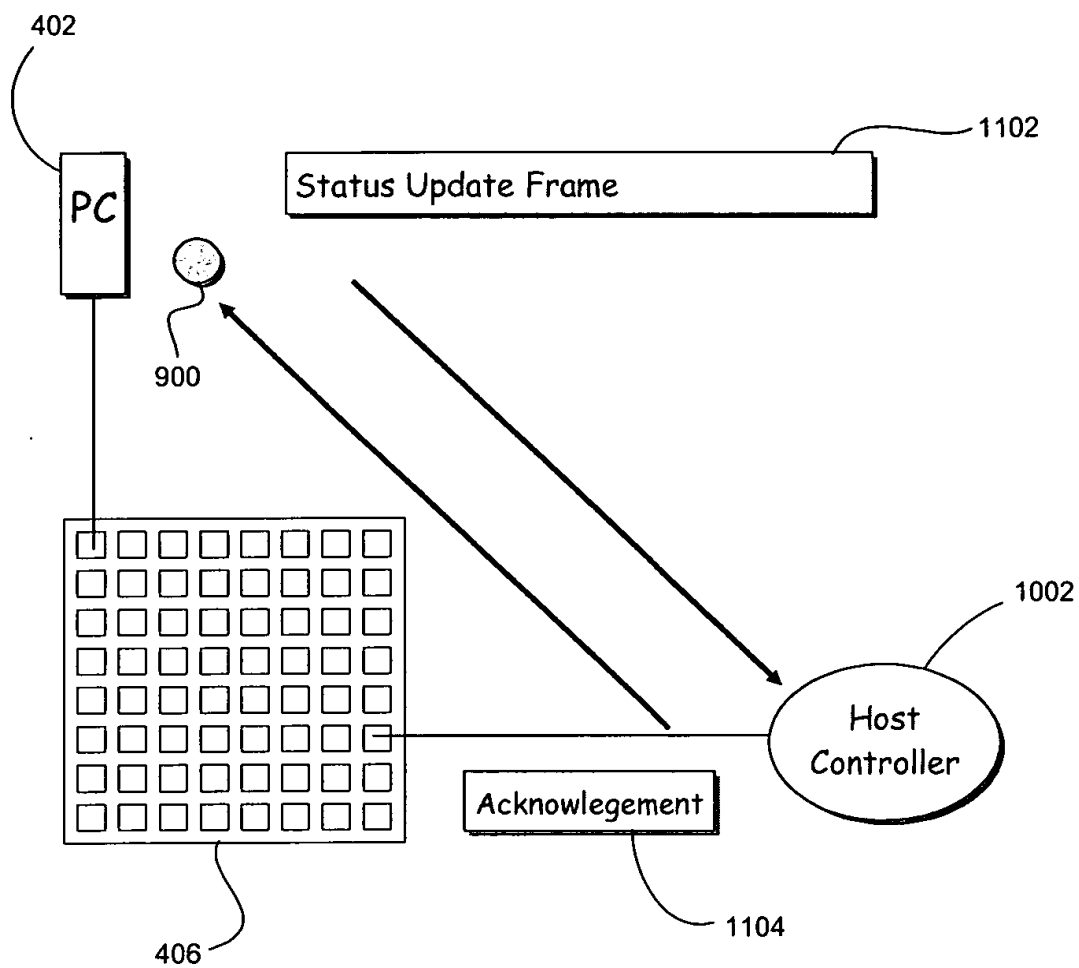 402
1102
PC
Status Update Frame
900
1002
Host
Controller
Acknowlegement
1104
406